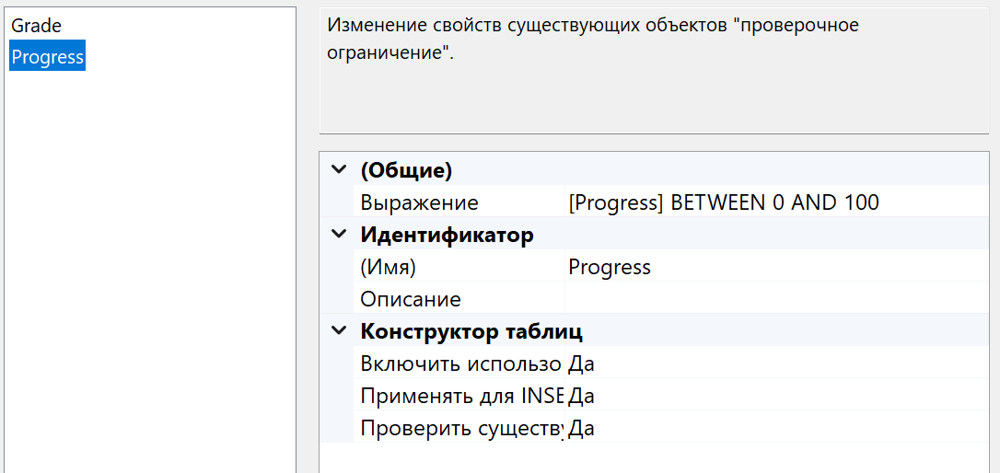 Grade
Progress
Изменение свойств существующих объектов "проверочное
ограничение".
(Общие)
Выражение [Progress] BETWEEN 0 AND 100
Идентификатор
(Имя) Progress
Описание
Конструктор таблиц
Включить использо Да
Применять для INSE Да
Проверить существу Да